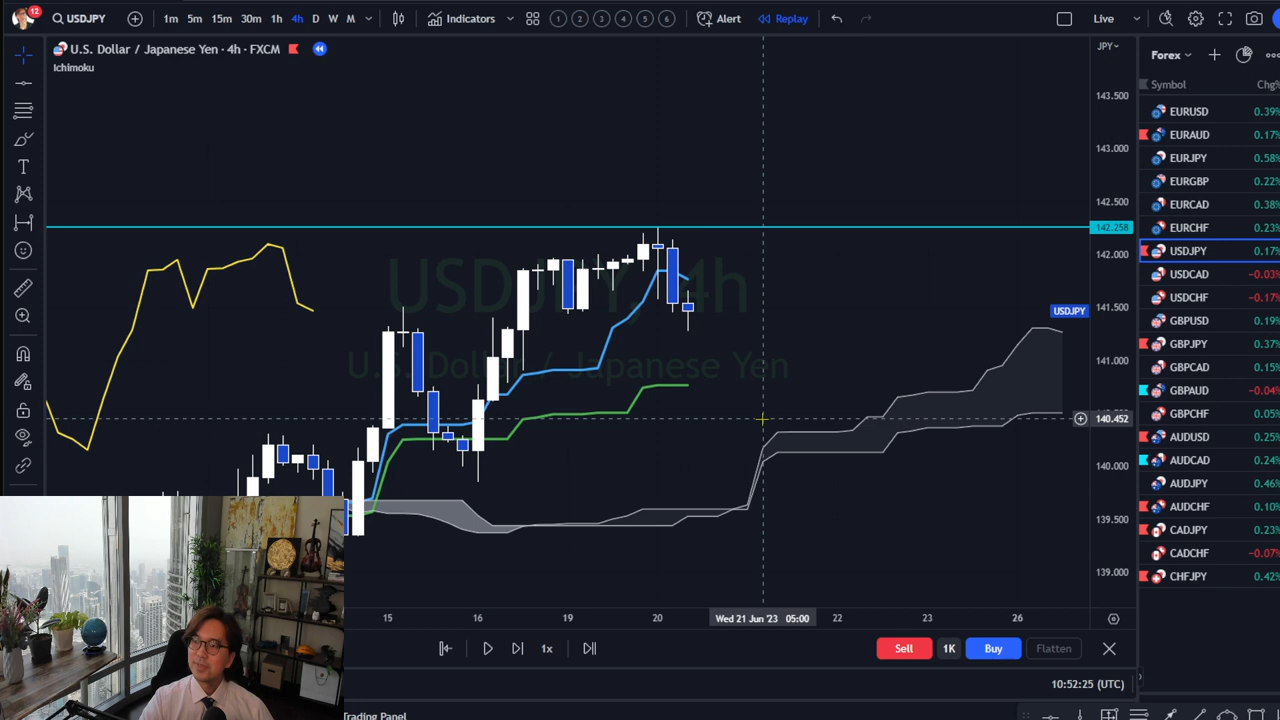 12
USDJPY 1m 5m 15m 30m 1h 4h D W M Indicators 1 2 3 4 5 6 Alert Replay Live
U.S. Dollar / Japanese Yen · 4h · FXCM
Ichimoku
USDJPY, 4h
U.S. Dollar / Japanese Yen
JPY
143.500
143.000
142.500
142.258
142.000
141.500
USDJPY
141.000
140.452
140.000
139.500
139.000
15 16 19 20 Wed 21 Jun '23 05:00 22 23 26
1x Sell 1K Buy Flatten
10:52:25 (UTC)
Trading Panel
Forex
Symbol Chg%
EURUSD 0.39%
EURAUD 0.17%
EURJPY 0.58%
EURGBP 0.22%
EURCAD 0.38%
EURCHF 0.23%
USDJPY 0.17%
USDCAD −0.03%
USDCHF −0.17%
GBPUSD 0.19%
GBPJPY 0.37%
GBPCAD 0.15%
GBPAUD −0.04%
GBPCHF 0.05%
AUDUSD 0.25%
AUDCAD 0.24%
AUDJPY 0.46%
AUDCHF 0.10%
CADJPY 0.23%
CADCHF −0.07%
CHFJPY 0.42%